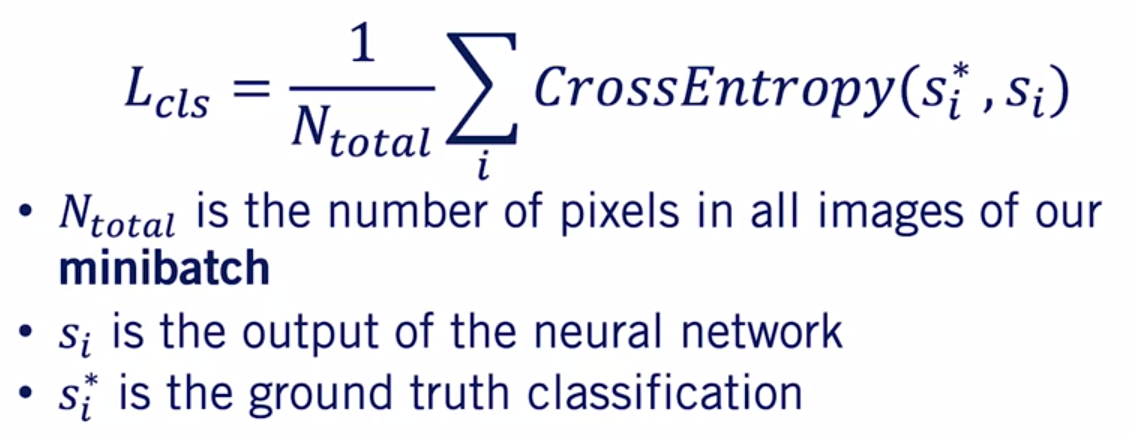 L_{cls} = \frac{1}{N_{total}} \sum_{i} CrossEntropy(s_i^*, s_i)
• N_{total} is the number of pixels in all images of our
minibatch
• s_i is the output of the neural network
• s_i^* is the ground truth classification